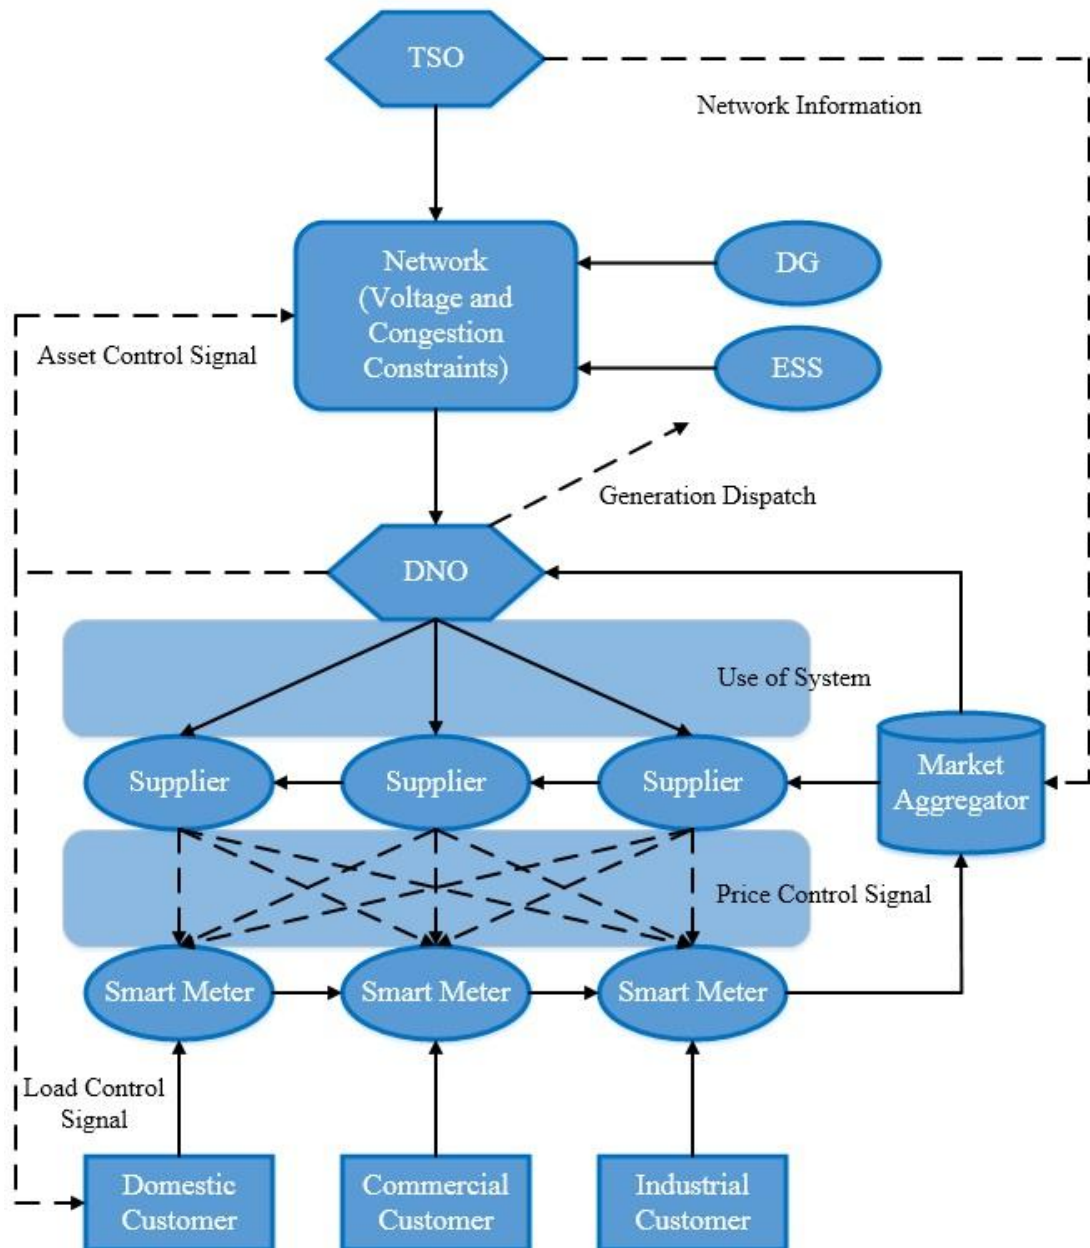 TSO
Network Information
Network
(Voltage and
Congestion
Constraints)
DG
Asset Control Signal
ESS
Generation Dispatch
DNO
Use of System
Supplier
Supplier
Supplier
Market
Aggregator
Price Control Signal
Smart Meter
Smart Meter
Smart Meter
Load Control
Signal
Domestic
Customer
Commercial
Customer
Industrial
Customer